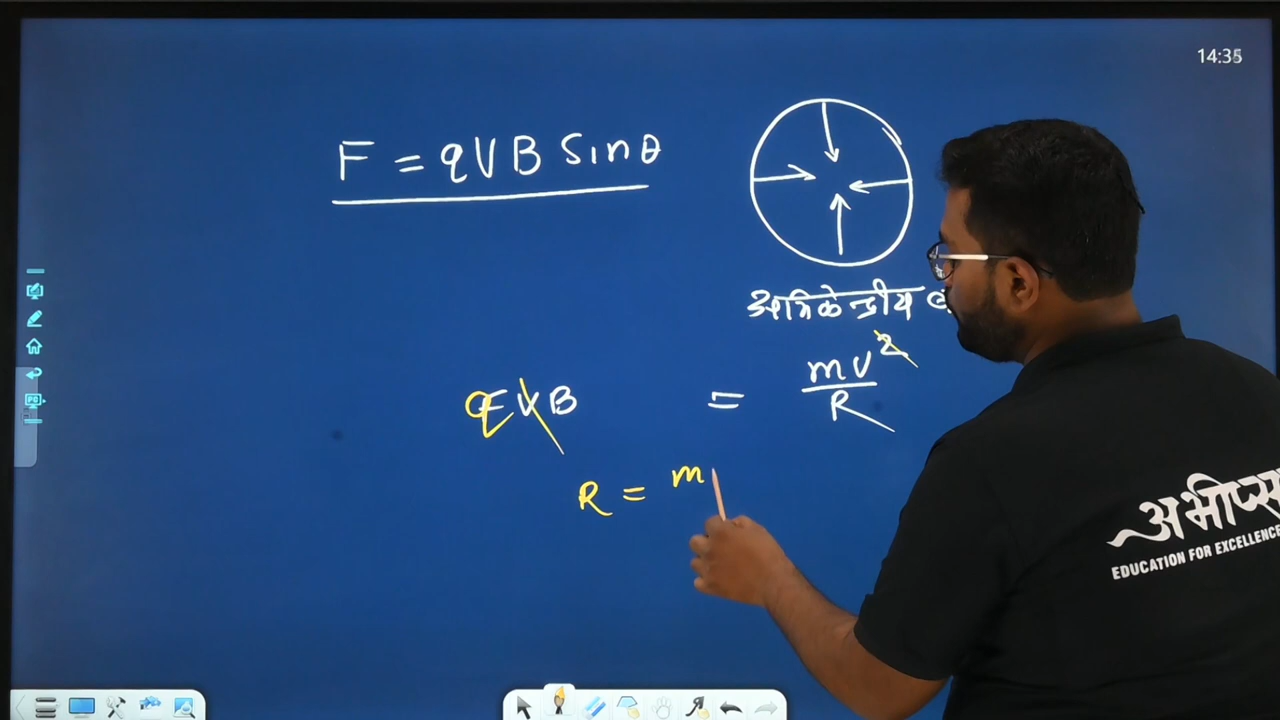 14:35
F = qVB Sinθ
अभिकेन्द्रीय
qVB = mv²/R
R = m
अभीप्सा
EDUCATION FOR EXCELLENCE